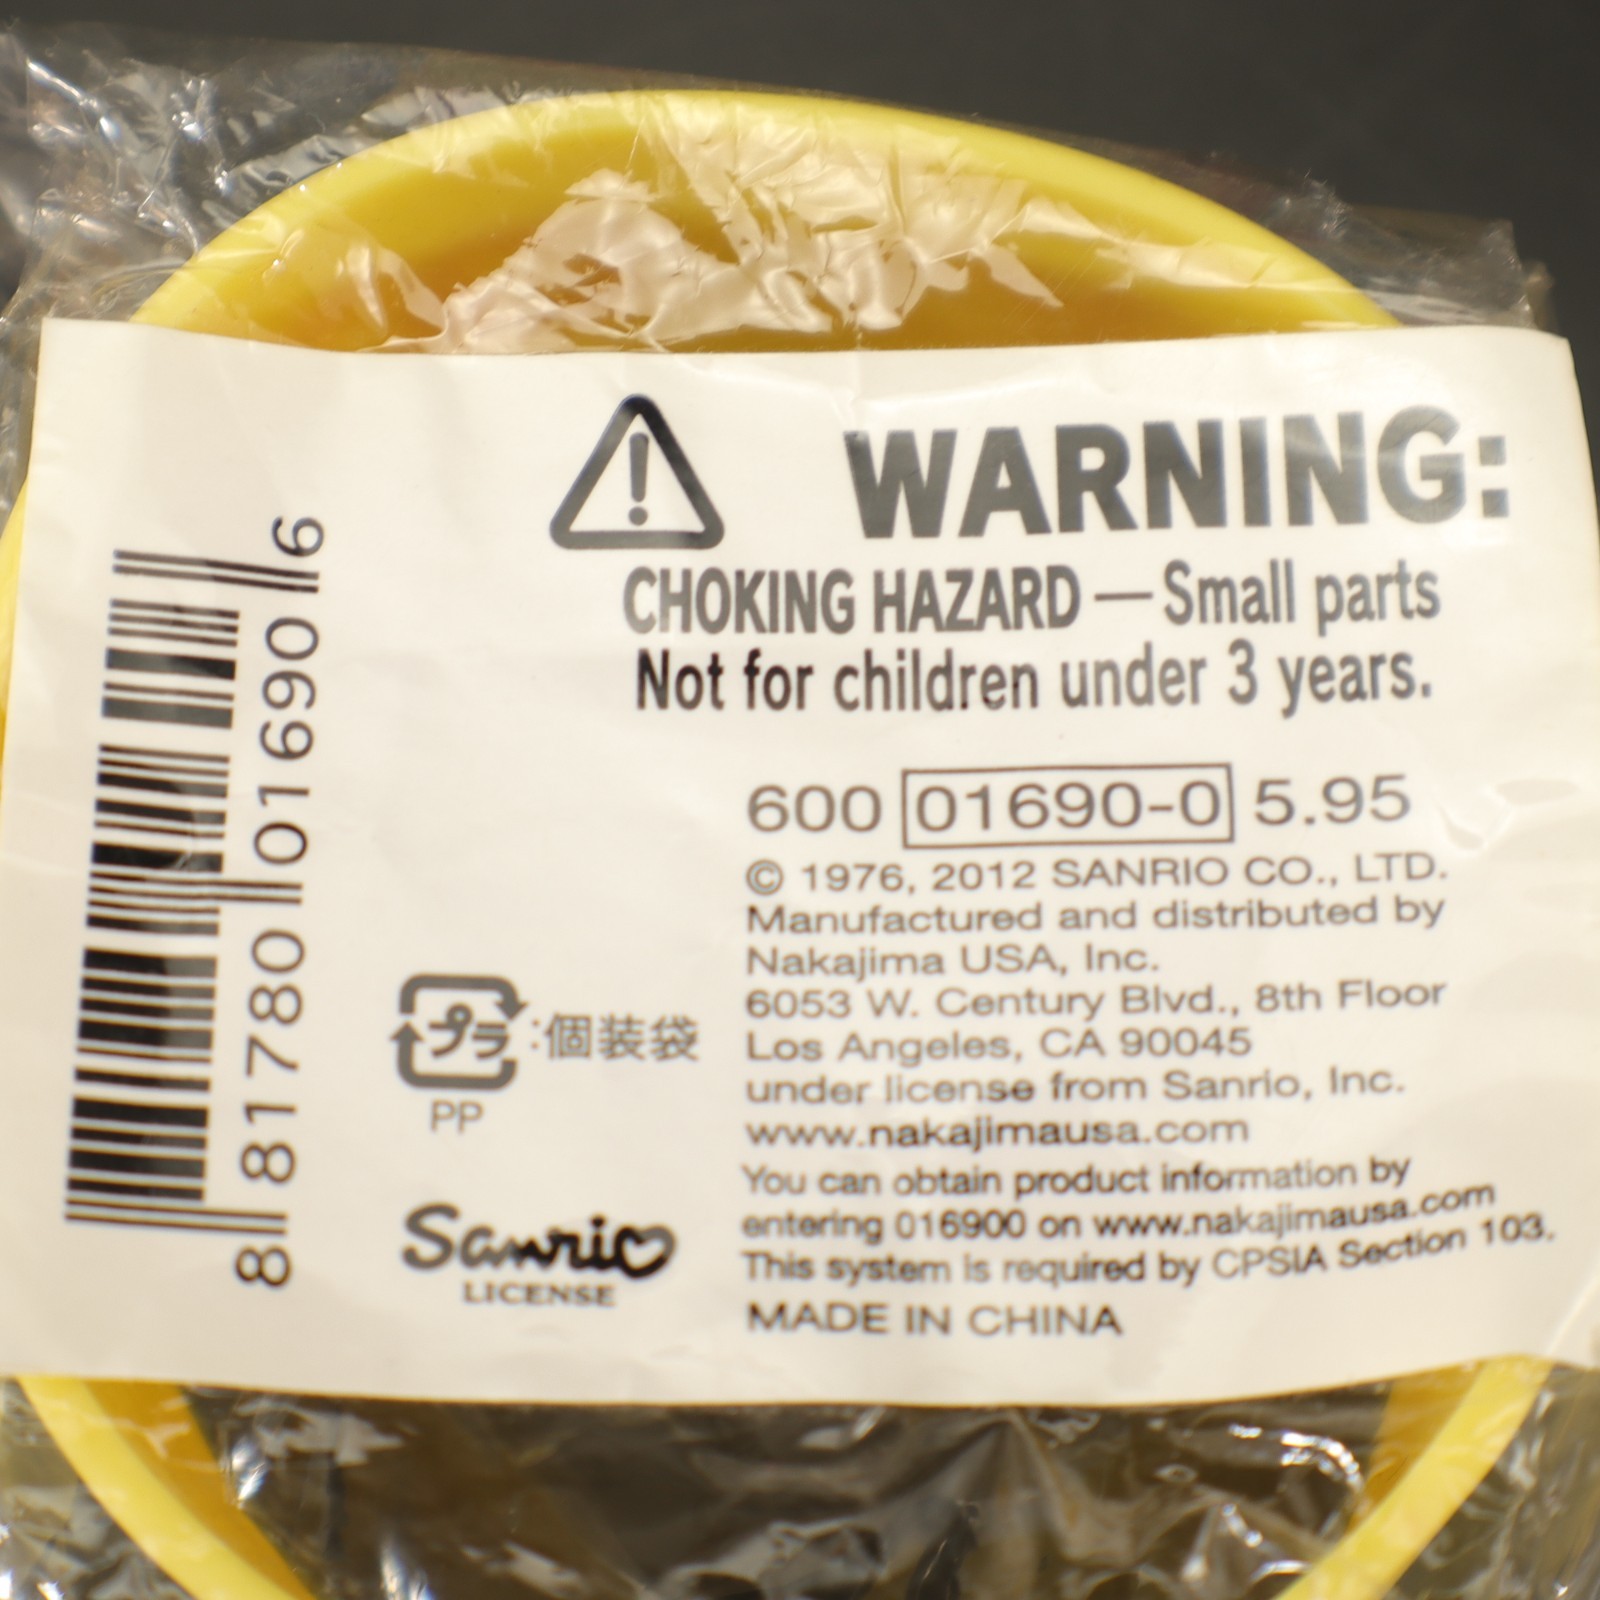 WARNING:
CHOKING HAZARD — Small parts
Not for children under 3 years.
600 01690-0 5.95
© 1976, 2012 SANRIO CO., LTD.
Manufactured and distributed by
Nakajima USA, Inc.
6053 W. Century Blvd., 8th Floor
Los Angeles, CA 90045
under license from Sanrio, Inc.
www.nakajimausa.com
You can obtain product information by
entering 016900 on www.nakajimausa.com
This system is required by CPSIA Section 103.
MADE IN CHINA
プラ:個装袋
PP
Sanrio
LICENSE
8 81780 01690 6